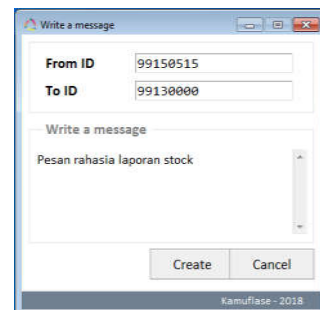 Write a message
From ID 99150515
To ID 99130000
Write a message
Pesan rahasia laporan stock
Create Cancel
Kamuflase - 2018